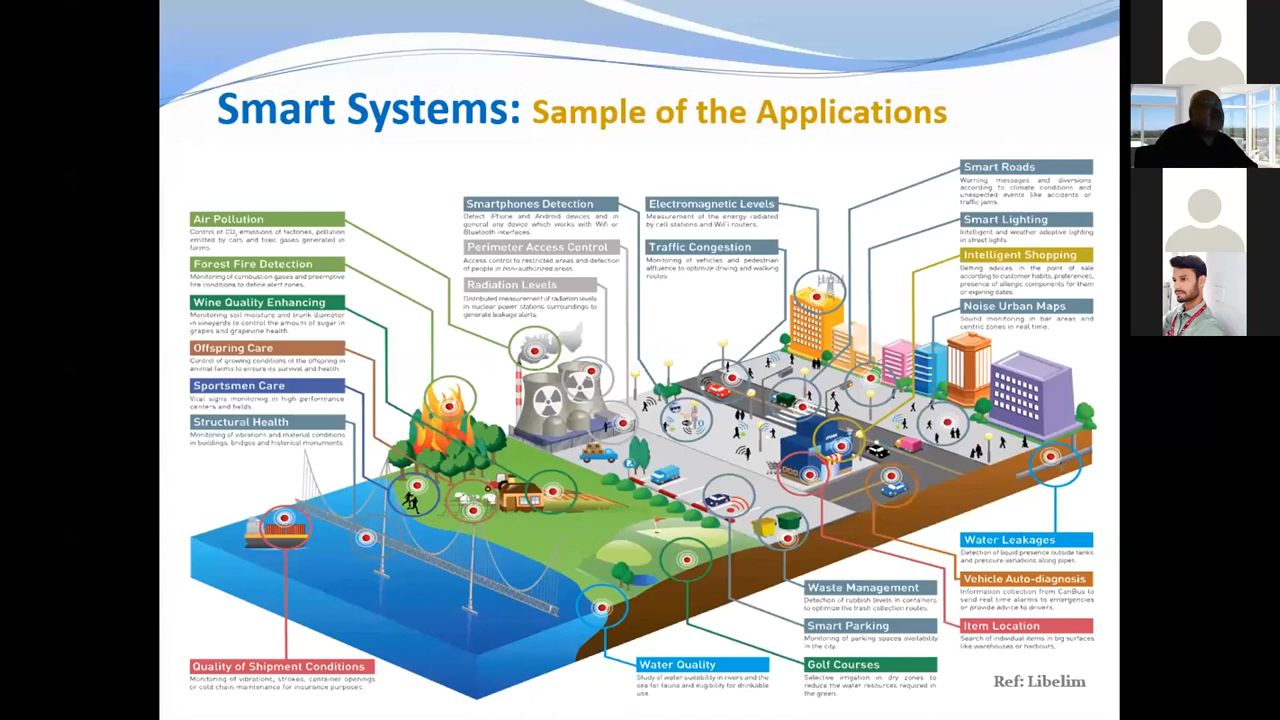 Smart Systems: Sample of the Applications
Air Pollution
Control of CO₂ emissions of factories, pollution
emitted by cars and toxic gases generated in
farms.
Forest Fire Detection
Monitoring of combustion gases and preemptive
fire conditions to define alert zones.
Wine Quality Enhancing
Monitoring soil moisture and trunk diameter
in vineyards to control the amount of sugar in
grapes and grapevine health.
Offspring Care
Control of growing conditions of the offspring in
animal farms to ensure its survival and health.
Sportsmen Care
Vital signs monitoring in high performance
centers and fields.
Structural Health
Monitoring of vibrations and material conditions
in buildings, bridges and historical monuments.
Quality of Shipment Conditions
Monitoring of vibrations, strokes, container openings
or cold chain maintenance for insurance purposes.
Smartphones Detection
Detect iPhone and Android devices and in
general any device which works with Wifi or
Bluetooth interfaces.
Perimeter Access Control
Access control to restricted areas and detection
of people in non-authorized areas.
Radiation Levels
Distributed measurement of radiation levels
in nuclear power stations surroundings to
generate leakage alerts.
Electromagnetic Levels
Measurement of the energy radiated
by cell stations and WiFi routers.
Traffic Congestion
Monitoring of vehicles and pedestrian
affluence to optimize driving and walking
routes.
Smart Roads
Warning messages and diversions
according to climate conditions and
unexpected events like accidents or
traffic jams.
Smart Lighting
Intelligent and weather adaptive lighting
in street lights.
Intelligent Shopping
Getting advices in the point of sale
according to customer habits, preferences,
presence of allergic components for them
or expiring dates.
Noise Urban Maps
Sound monitoring in bar areas and
centric zones in real time.
P
Water Leakages
Detection of liquid presence outside tanks
and pressure variations along pipes.
Vehicle Auto-diagnosis
Information collection from CanBus to
send real time alarms to emergencies
or provide advice to drivers.
Item Location
Search of individual items in big surfaces
like warehouses or harbours.
Waste Management
Detection of rubbish levels in containers
to optimize the trash collection routes.
Smart Parking
Monitoring of parking spaces availability
in the city.
Golf Courses
Selective irrigation in dry zones to
reduce the water resources required in
the green.
Water Quality
Study of water suitability in rivers and the
sea for fauna and eligibility for drinkable
use.
Ref: Libelim